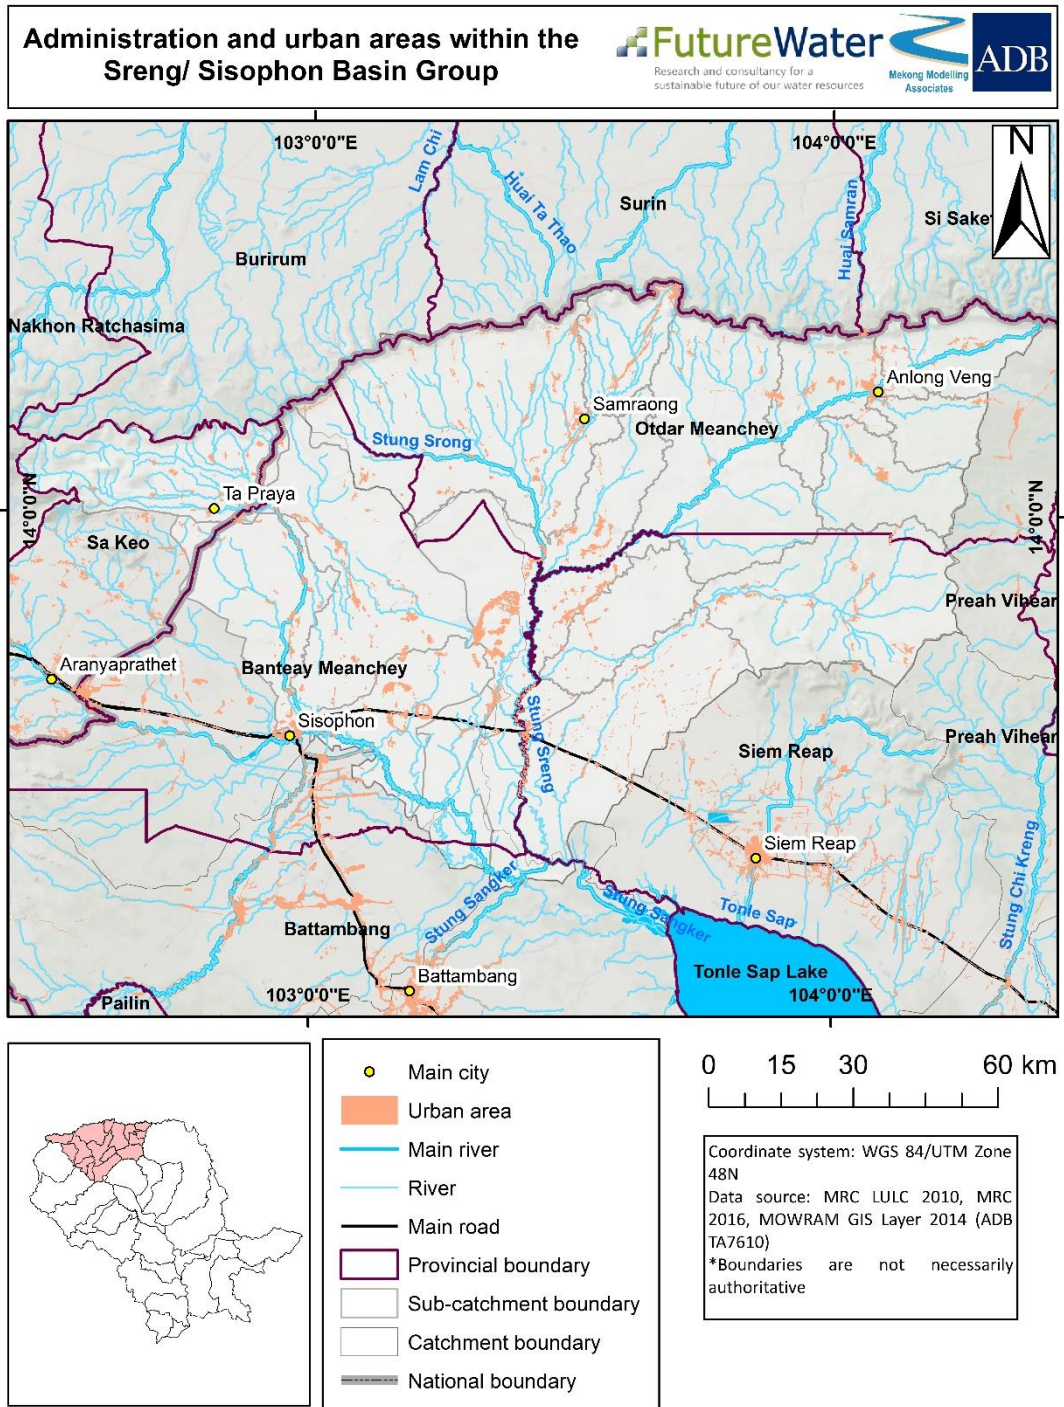 Administration and urban areas within the
Sreng/ Sisophon Basin Group
FutureWater
Research and consultancy for a
sustainable future of our water resources
Mekong Modelling
Associates
ADB
103°0'0"E
104°0'0"E
N
Lam Chi
Huai Ta Thao
Surin
Huai Samran
Si Saket
Burirum
Nakhon Ratchasima
Anlong Veng
Samraong
Otdar Meanchey
Stung Srong
Ta Praya
14°0'0"N
14°0'0"N
Sa Keo
Preah Vihear
Aranyaprathet
Banteay Meanchey
Sisophon
Stung Sreng
Siem Reap
Preah Vihear
Siem Reap
Stung Chi Kreng
Stung Sangker
Stung Sangker
Tonle Sap
Battambang
Tonle Sap Lake
Battambang
Pailin
103°0'0"E
104°0'0"E
Main city
Urban area
Main river
River
Main road
Provincial boundary
Sub-catchment boundary
Catchment boundary
National boundary
0 15 30 60 km
Coordinate system: WGS 84/UTM Zone
48N
Data source: MRC LULC 2010, MRC
2016, MOWRAM GIS Layer 2014 (ADB
TA7610)
*Boundaries are not necessarily
authoritative